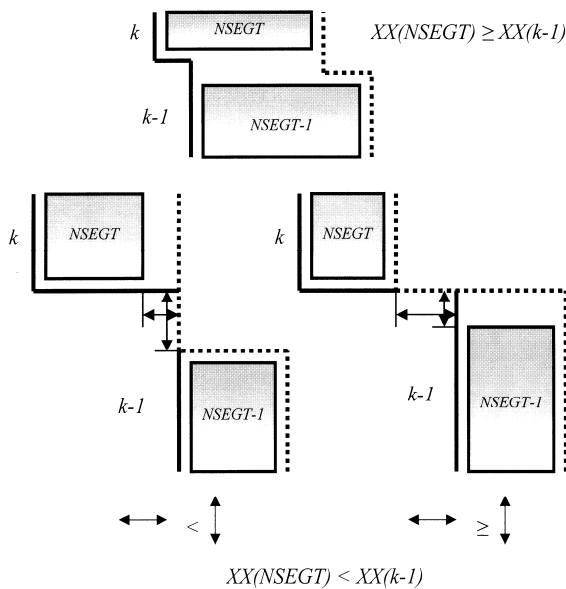 k NSEGT XX(NSEGT) ≥ XX(k-1)
k-1 NSEGT-1
k NSEGT k NSEGT
k-1 NSEGT-1 k-1 NSEGT-1
< ≥
XX(NSEGT) < XX(k-1)